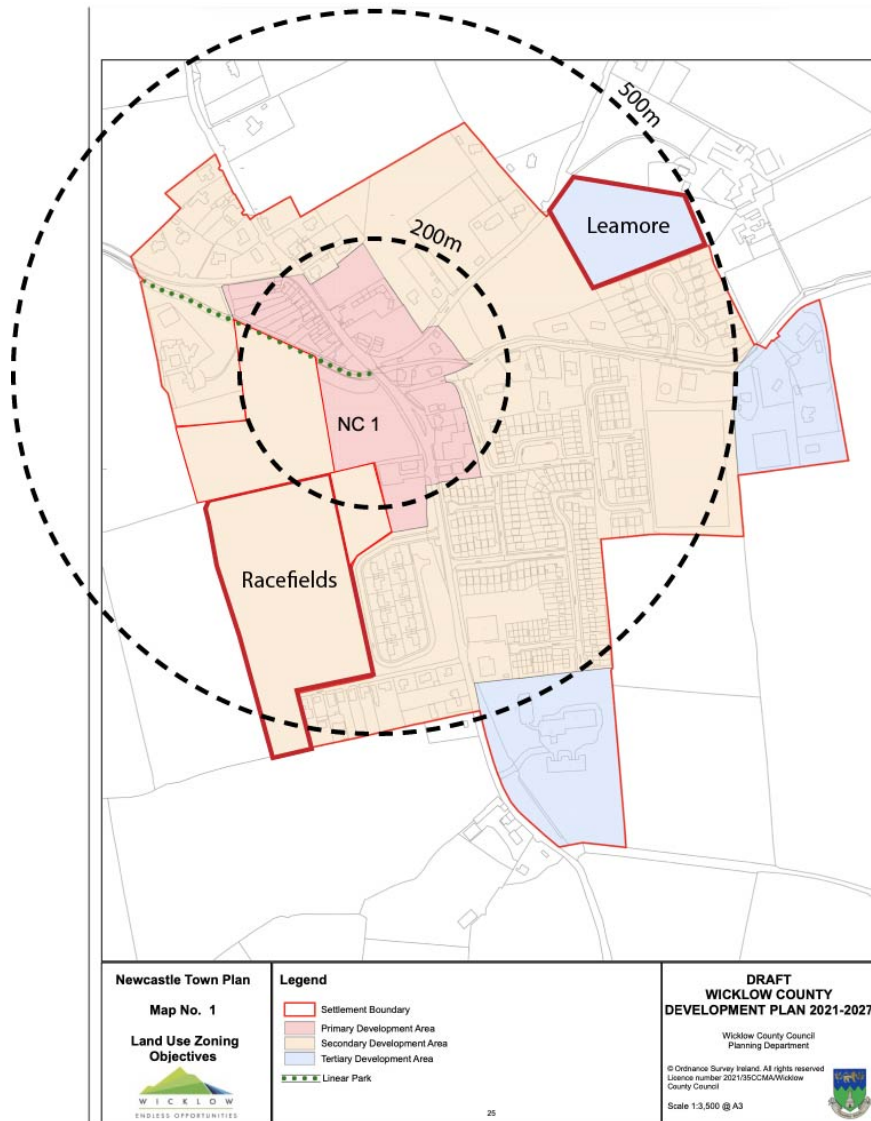 500m
Leamore
200m
NC 1
Racefields
Newcastle Town Plan
Map No. 1
Land Use Zoning
Objectives
WICKLOW
ENDLESS OPPORTUNITIES
Legend
Settlement Boundary
Primary Development Area
Secondary Development Area
Tertiary Development Area
Linear Park
25
DRAFT
WICKLOW COUNTY
DEVELOPMENT PLAN 2021-2027
Wicklow County Council
Planning Department
© Ordnance Survey Ireland. All rights reserved
Licence number 2021/35CCMA/Wicklow
County Council
Scale 1:3,500 @ A3